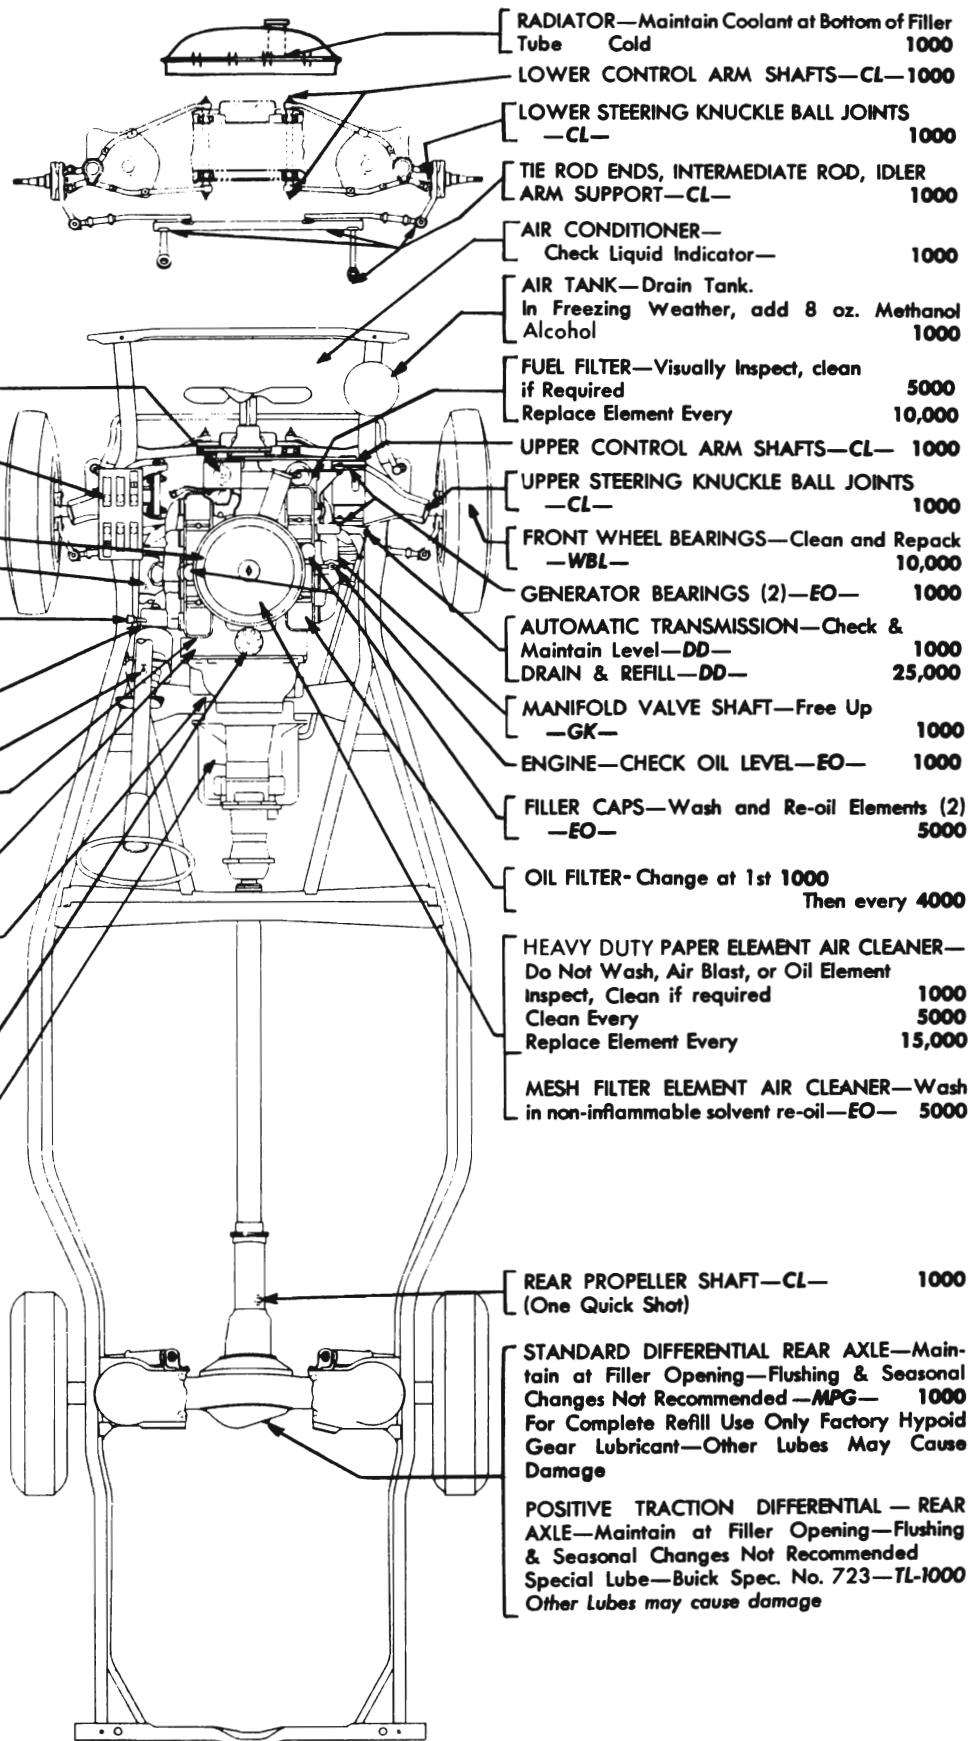 RADIATOR—Maintain Coolant at Bottom of Filler
Tube Cold 1000
LOWER CONTROL ARM SHAFTS—CL—1000
LOWER STEERING KNUCKLE BALL JOINTS
—CL— 1000
TIE ROD ENDS, INTERMEDIATE ROD, IDLER
ARM SUPPORT—CL— 1000
AIR CONDITIONER—
Check Liquid Indicator— 1000
AIR TANK—Drain Tank.
In Freezing Weather, add 8 oz. Methanol
Alcohol 1000
FUEL FILTER—Visually Inspect, clean
if Required 5000
Replace Element Every 10,000
UPPER CONTROL ARM SHAFTS—CL— 1000
UPPER STEERING KNUCKLE BALL JOINTS
—CL— 1000
FRONT WHEEL BEARINGS—Clean and Repack
—WBL— 10,000
GENERATOR BEARINGS (2)—EO— 1000
AUTOMATIC TRANSMISSION—Check &
Maintain Level—DD— 1000
DRAIN & REFILL—DD— 25,000
MANIFOLD VALVE SHAFT—Free Up
—GK— 1000
ENGINE—CHECK OIL LEVEL—EO— 1000
FILLER CAPS—Wash and Re-oil Elements (2)
—EO— 5000
OIL FILTER-Change at 1st 1000
Then every 4000
HEAVY DUTY PAPER ELEMENT AIR CLEANER—
Do Not Wash, Air Blast, or Oil Element
Inspect, Clean if required 1000
Clean Every 5000
Replace Element Every 15,000
MESH FILTER ELEMENT AIR CLEANER—Wash
in non-inflammable solvent re-oil—EO— 5000
REAR PROPELLER SHAFT—CL— 1000
(One Quick Shot)
STANDARD DIFFERENTIAL REAR AXLE—Main-
tain at Filler Opening—Flushing & Seasonal
Changes Not Recommended—MPG— 1000
For Complete Refill Use Only Factory Hypoid
Gear Lubricant—Other Lubes May Cause
Damage
POSITIVE TRACTION DIFFERENTIAL — REAR
AXLE—Maintain at Filler Opening—Flushing
& Seasonal Changes Not Recommended
Special Lube—Buick Spec. No. 723—TL-1000
Other Lubes may cause damage